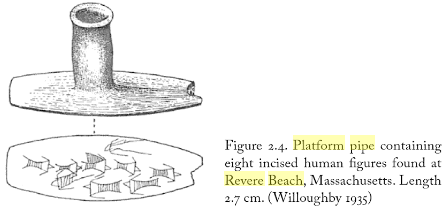 Figure 2.4. Platform pipe containing
eight incised human figures found at
Revere Beach, Massachusetts. Length
2.7 cm. (Willoughby 1935)